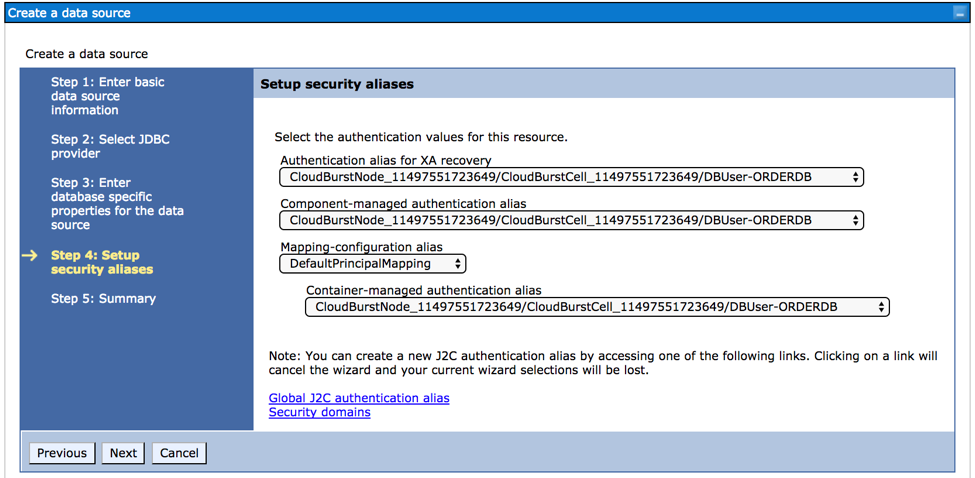 Create a data source
Create a data source
Step 1: Enter basic
data source
information
Step 2: Select JDBC
provider
Step 3: Enter
database specific
properties for the data
source
Step 4: Setup
security aliases
Step 5: Summary
Setup security aliases
Select the authentication values for this resource.
Authentication alias for XA recovery
CloudBurstNode_11497551723649/CloudBurstCell_11497551723649/DBUser-ORDERDB
Component-managed authentication alias
CloudBurstNode_11497551723649/CloudBurstCell_11497551723649/DBUser-ORDERDB
Mapping-configuration alias
DefaultPrincipalMapping
Container-managed authentication alias
CloudBurstNode_11497551723649/CloudBurstCell_11497551723649/DBUser-ORDERDB
Note: You can create a new J2C authentication alias by accessing one of the following links. Clicking on a link will
cancel the wizard and your current wizard selections will be lost.
Global J2C authentication alias
Security domains
Previous Next Cancel